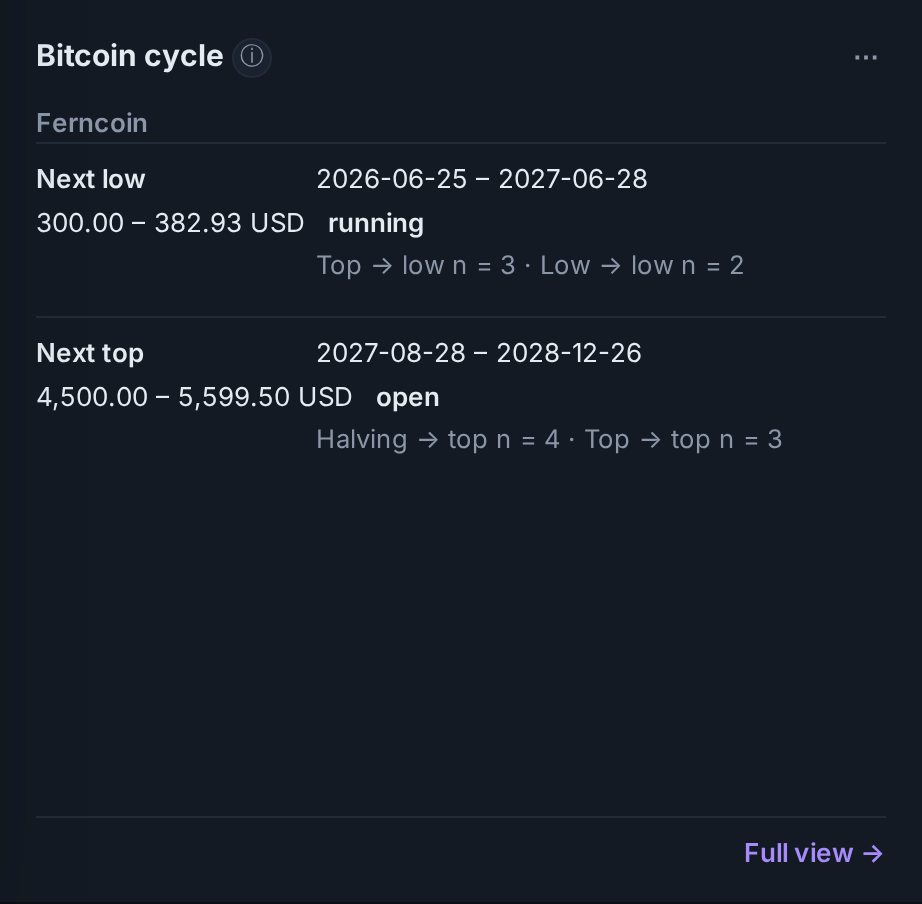 Bitcoin cycle ⓘ ···
Ferncoin
Next low 2026-06-25 – 2027-06-28
300.00 – 382.93 USD running
Top → low n = 3 · Low → low n = 2
Next top 2027-08-28 – 2028-12-26
4,500.00 – 5,599.50 USD open
Halving → top n = 4 · Top → top n = 3
Full view →